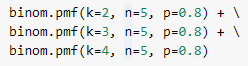 binom.pmf(k=2, n=5, p=0.8) + \
binom.pmf(k=3, n=5, p=0.8) + \
binom.pmf(k=4, n=5, p=0.8)